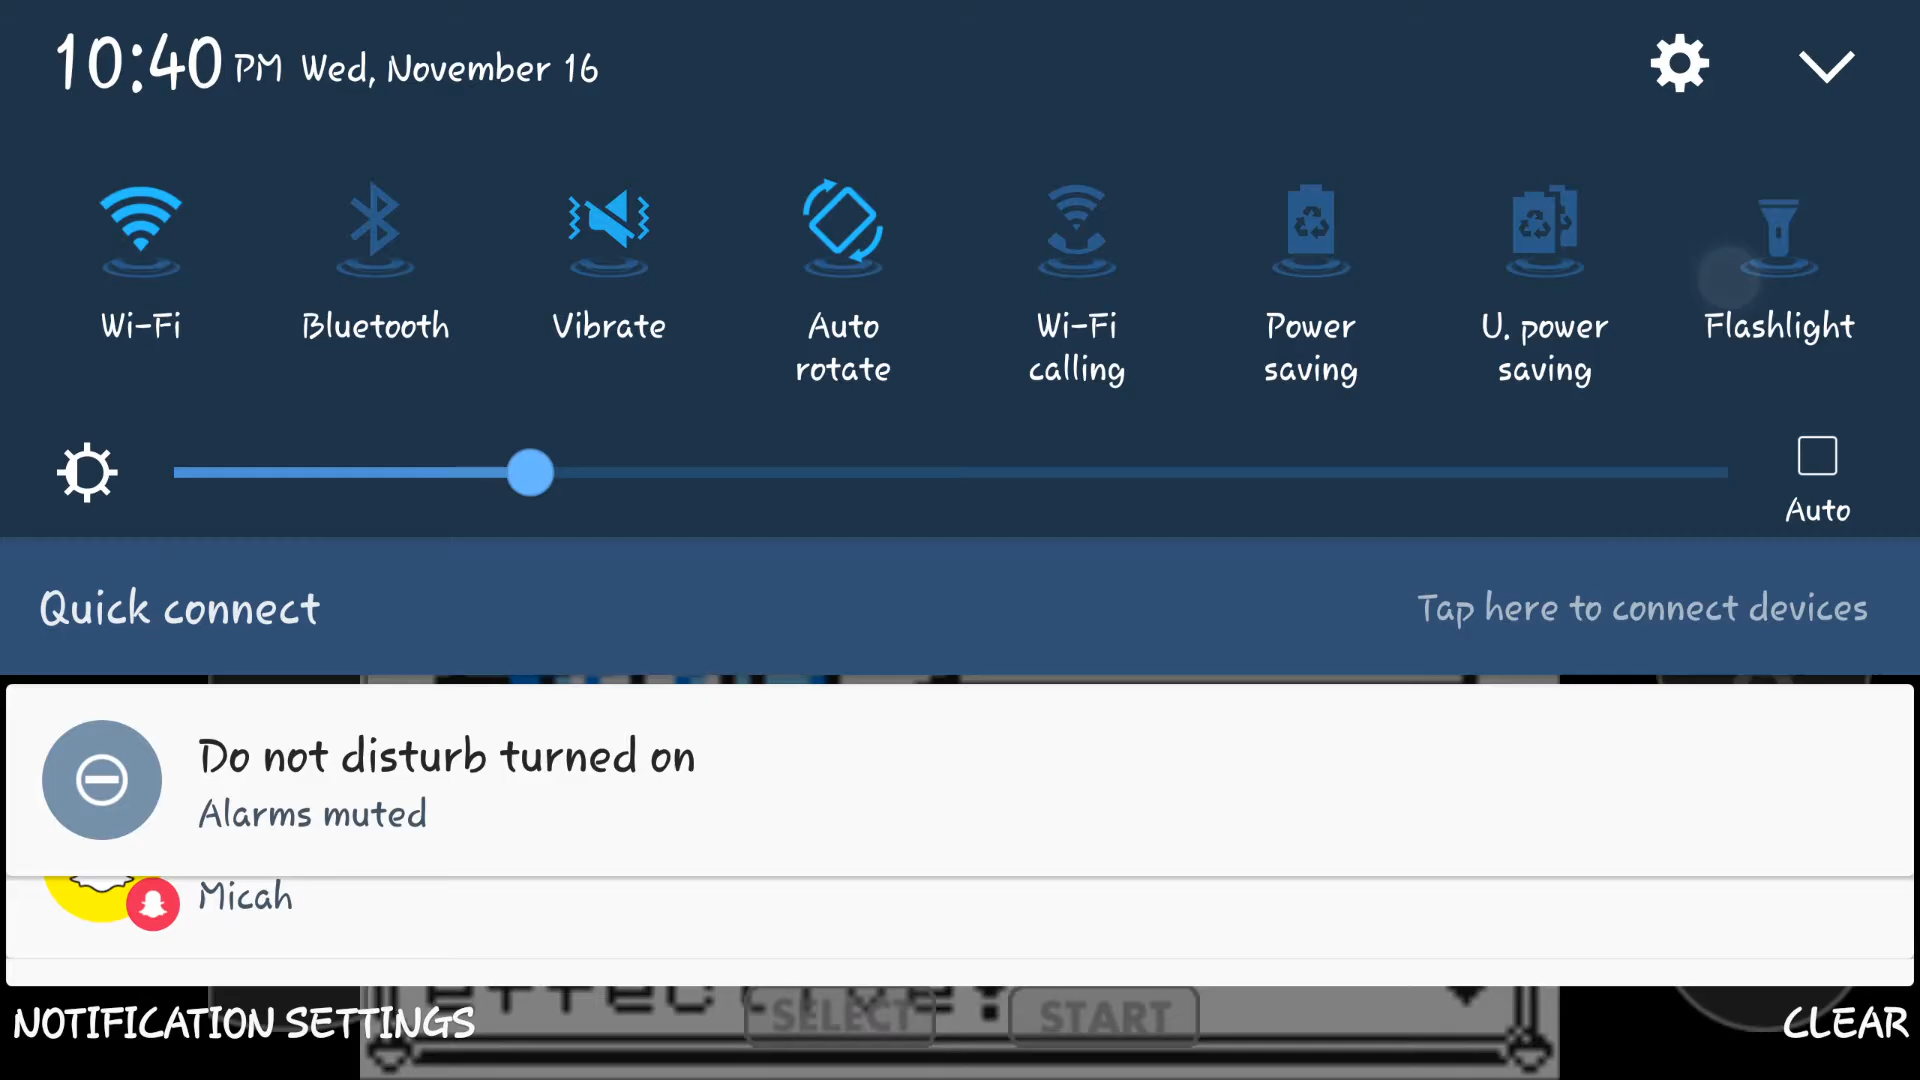 10:40 PM Wed, November 16
Wi-Fi
Bluetooth
Vibrate
Auto
rotate
Wi-Fi
calling
Power
saving
U. power
saving
Flashlight
Auto
Quick connect
Tap here to connect devices
Do not disturb turned on
Alarms muted
Micah
SELECT
START
NOTIFICATION SETTINGS
CLEAR